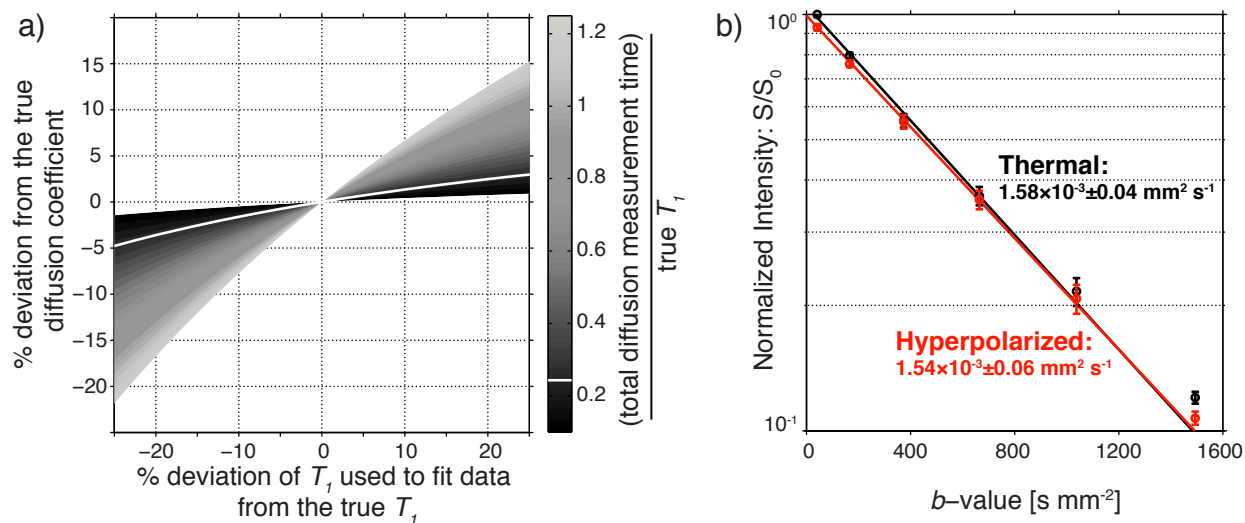 a)
% deviation from the true
diffusion coefficient
15
10
5
0
−5
−10
−15
−20
−20
−10
0
10
20
% deviation of T₁ used to fit data
from the true T₁
1.2
1
0.8
0.6
0.4
0.2
(total diffusion measurement time)
true T₁
b)
Normalized Intensity: S/S₀
10⁰
10⁻¹
Thermal:
1.58×10⁻³±0.04 mm² s⁻¹
Hyperpolarized:
1.54×10⁻³±0.06 mm² s⁻¹
0
400
800
1200
1600
b–value [s mm⁻²]